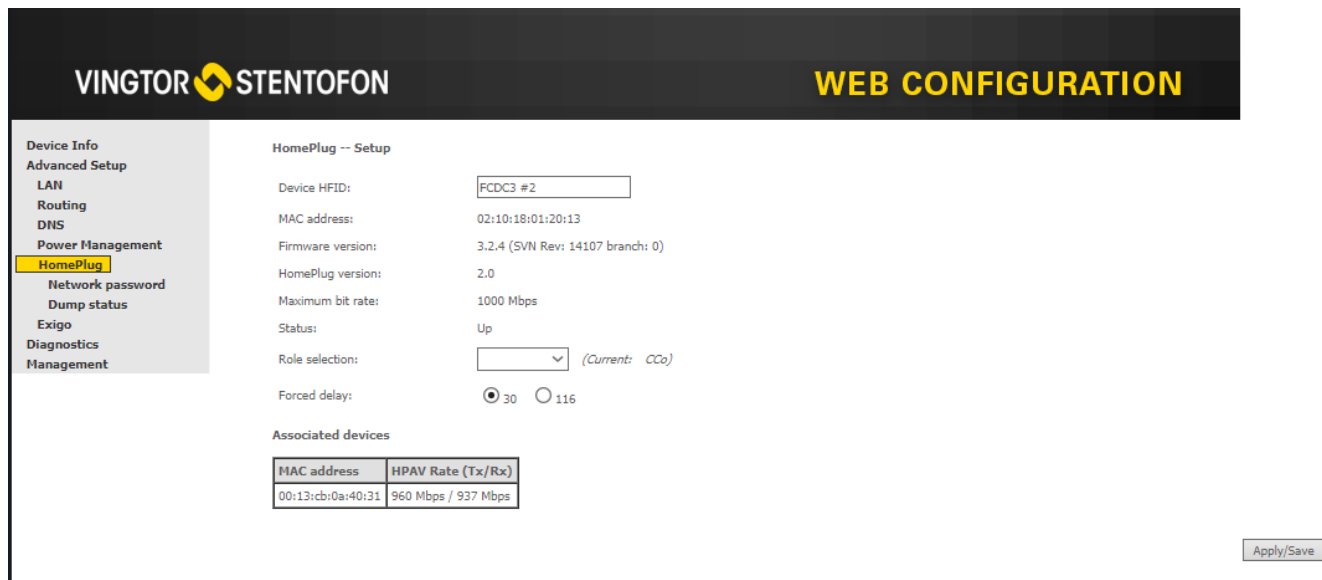 VINGTOR STENTOFON
WEB CONFIGURATION
Device Info
Advanced Setup
LAN
Routing
DNS
Power Management
HomePlug
Network password
Dump status
Exigo
Diagnostics
Management
HomePlug -- Setup
Device HFID: FCDC3 #2
MAC address: 02:10:18:01:20:13
Firmware version: 3.2.4 (SVN Rev: 14107 branch: 0)
HomePlug version: 2.0
Maximum bit rate: 1000 Mbps
Status: Up
Role selection: (Current: CCo)
Forced delay: 30 116
Associated devices
MAC address HPAV Rate (Tx/Rx)
00:13:cb:0a:40:31 960 Mbps / 937 Mbps
Apply/Save